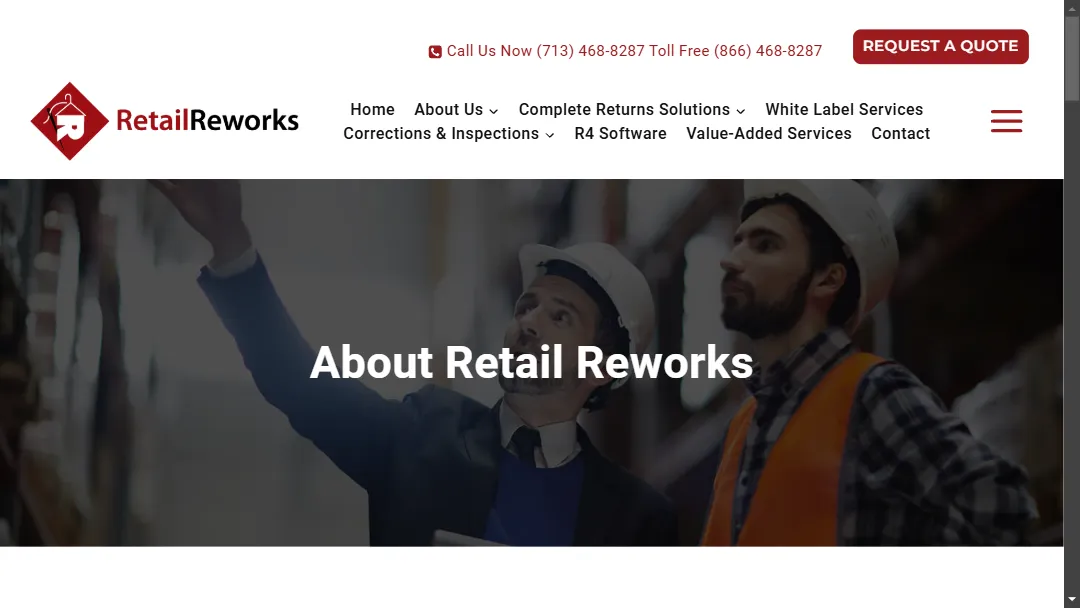 Call Us Now (713) 468-8287 Toll Free (866) 468-8287
REQUEST A QUOTE
RetailReworks
Home About Us Complete Returns Solutions White Label Services
Corrections & Inspections R4 Software Value-Added Services Contact
About Retail Reworks